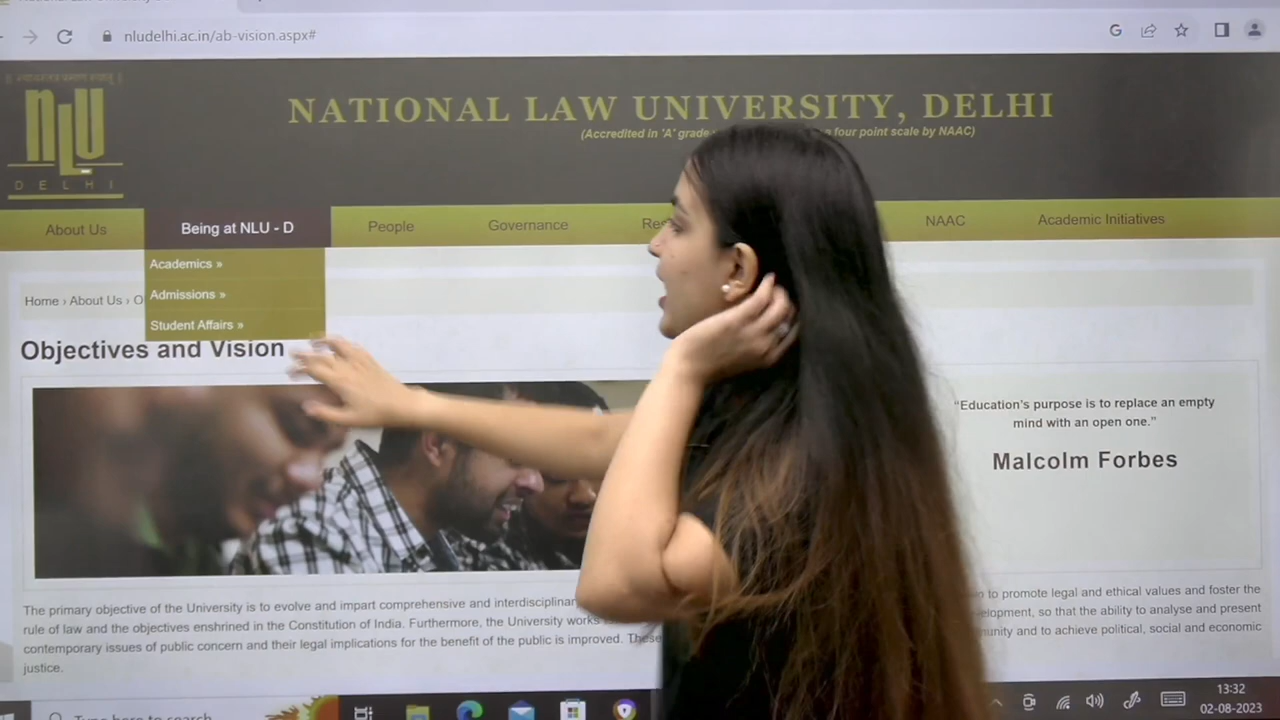 nludelhi.ac.in/ab-vision.aspx#
G
NLU
DELHI
NATIONAL LAW UNIVERSITY, DELHI
(Accredited in 'A' grade four point scale by NAAC)
About Us Being at NLU - D People Governance NAAC Academic Initiatives
Academics »
Admissions »
Student Affairs »
Home › About Us › O
Objectives and Vision
“Education's purpose is to replace an empty
mind with an open one.”
Malcolm Forbes
The primary objective of the University is to evolve and impart comprehensive and to promote legal and ethical values and foster the
rule of law and the objectives enshrined in the Constitution of India. Furthermore, the University works so that the ability to analyse and present
contemporary issues of public concern and their legal implications for the benefit of the public is improved. These and to achieve political, social and economic
justice.
Type here to search
13:32
02-08-2023